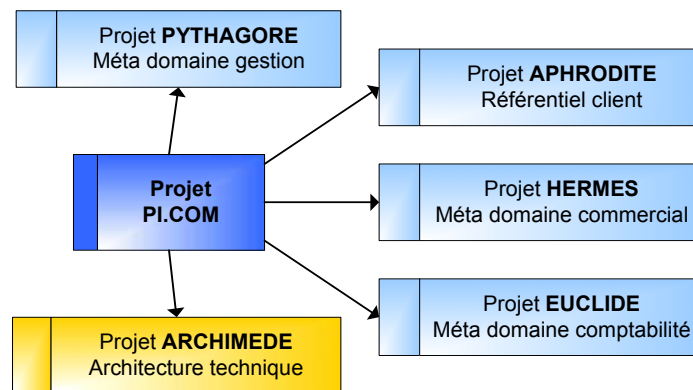 Projet PYTHAGORE
Méta domaine gestion
Projet APHRODITE
Référentiel client
Projet
PI.COM
Projet HERMES
Méta domaine commercial
Projet EUCLIDE
Méta domaine comptabilité
Projet ARCHIMEDE
Architecture technique